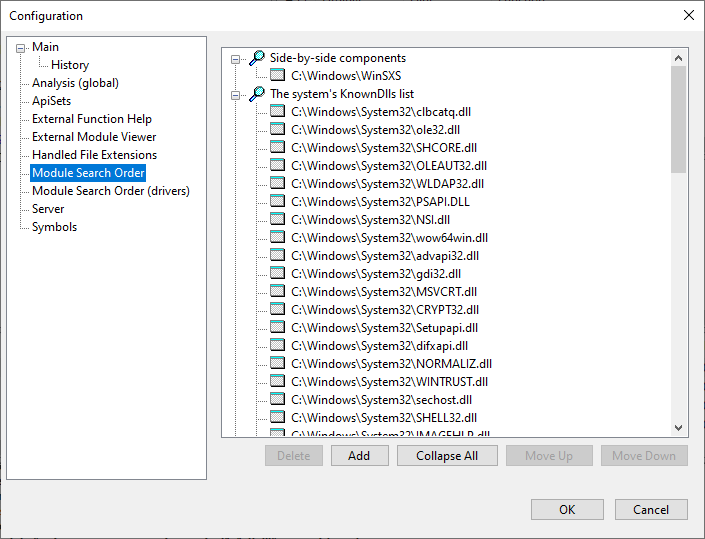 Configuration
Main
History
Analysis (global)
ApiSets
External Function Help
External Module Viewer
Handled File Extensions
Module Search Order
Module Search Order (drivers)
Server
Symbols
Side-by-side components
C:\Windows\WinSXS
The system's KnownDlls list
C:\Windows\System32\clbcatq.dll
C:\Windows\System32\ole32.dll
C:\Windows\System32\SHCORE.dll
C:\Windows\System32\OLEAUT32.dll
C:\Windows\System32\WLDAP32.dll
C:\Windows\System32\PSAPI.DLL
C:\Windows\System32\NSI.dll
C:\Windows\System32\wow64win.dll
C:\Windows\System32\advapi32.dll
C:\Windows\System32\gdi32.dll
C:\Windows\System32\MSVCRT.dll
C:\Windows\System32\CRYPT32.dll
C:\Windows\System32\Setupapi.dll
C:\Windows\System32\difxapi.dll
C:\Windows\System32\NORMALIZ.dll
C:\Windows\System32\WINTRUST.dll
C:\Windows\System32\sechost.dll
C:\Windows\System32\SHELL32.dll
C:\Windows\System32\IMAGEHLP.dll
Delete
Add
Collapse All
Move Up
Move Down
OK
Cancel